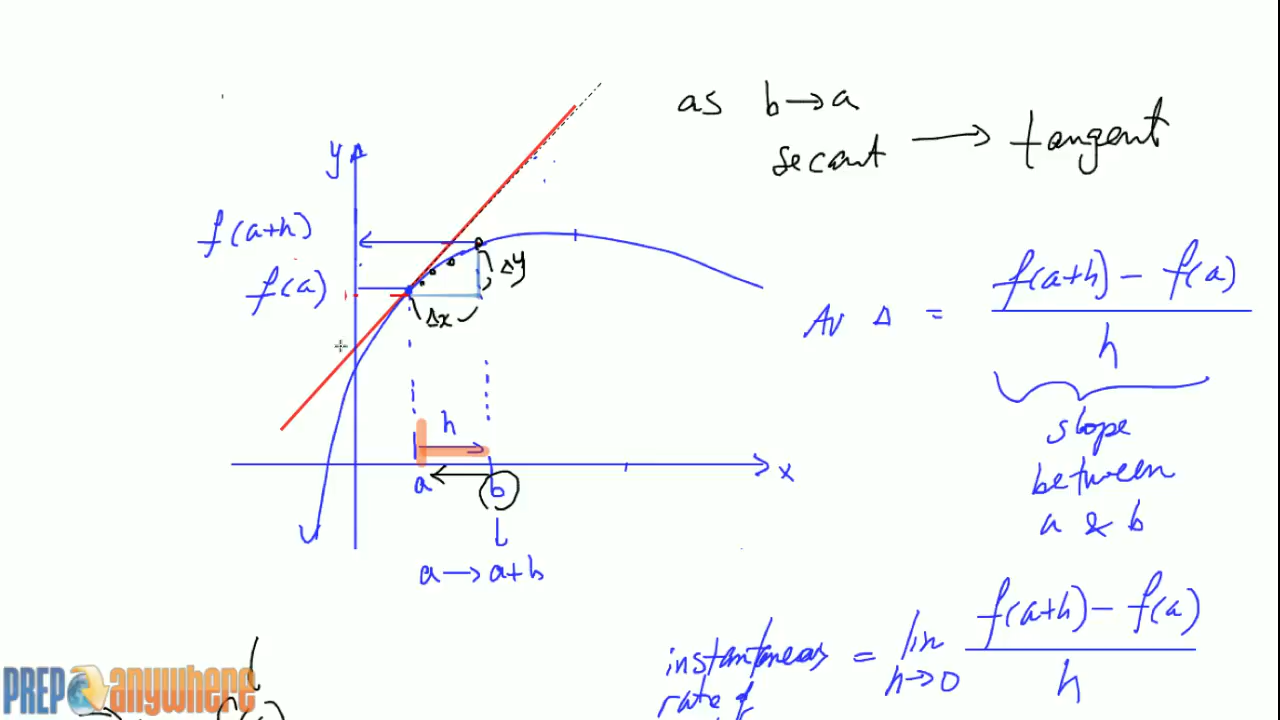 as b → a
secant → tangent
y
f(a+h)
f(a)
Δy
Δx
f(a+h) - f(a)
AV Δ =
h
slope
between
a & b
h
a b
x
a → a+b
f(a+h) - f(a)
instantaneous = lim
h→0
h
rate of
PREP anywhere